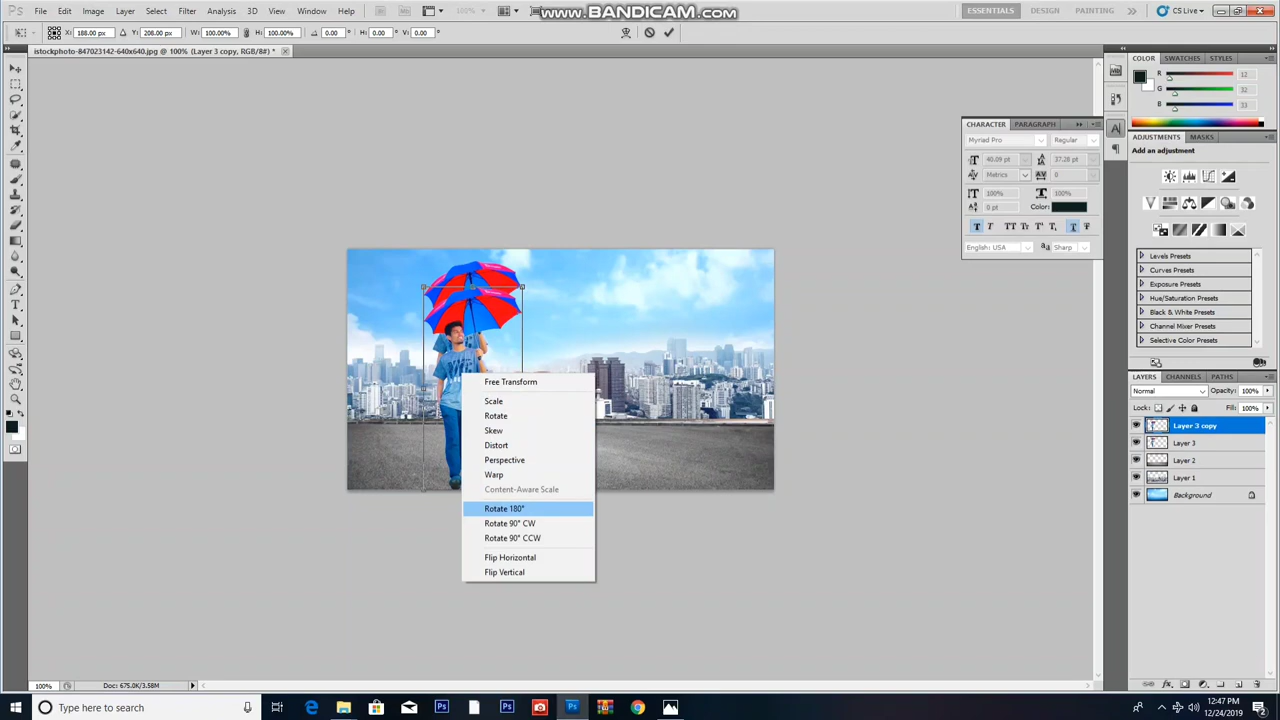 www.BANDICAM.com
PS File Edit Image Layer Select Filter Analysis 3D View Window Help 100% ESSENTIALS DESIGN PAINTING CS Live
X: 188.00 px Y: 208.00 px W: 100.00% H: 100.00% 0.00 ° H: 0.00 ° V: 0.00 °
istockphoto-847023142-640x640.jpg @ 100% (Layer 3 copy, RGB/8#) *
COLOR SWATCHES STYLES
R 12
G 32
B 33
CHARACTER PARAGRAPH
Myriad Pro Regular
40.09 pt 37.28 pt
Metrics 0
100% 100%
0 pt Color:
T T TT Tr T' T, T T
English: USA aa Sharp
ADJUSTMENTS MASKS
Add an adjustment
Levels Presets
Curves Presets
Exposure Presets
Hue/Saturation Presets
Black & White Presets
Channel Mixer Presets
Selective Color Presets
LAYERS CHANNELS PATHS
Normal Opacity: 100%
Lock: Fill: 100%
Layer 3 copy
Layer 3
Layer 2
Layer 1
Background
Free Transform
Scale
Rotate
Skew
Distort
Perspective
Warp
Content-Aware Scale
Rotate 180°
Rotate 90° CW
Rotate 90° CCW
Flip Horizontal
Flip Vertical
100% Doc: 675.0K/3.58M
Type here to search
12:47 PM
12/24/2019
2